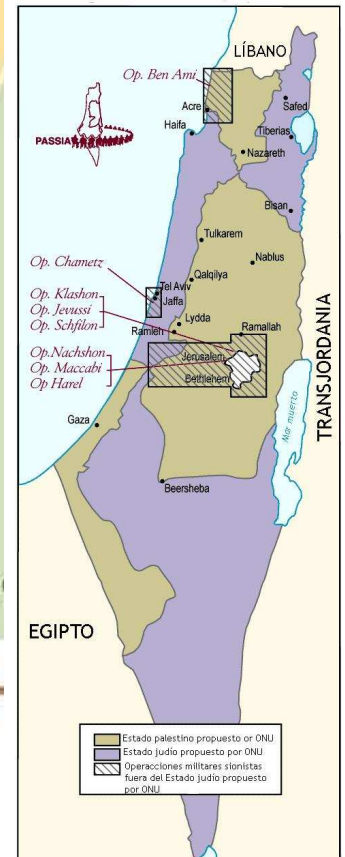 LÍBANO
Op. Ben Ami
Acre
Safed
Haifa
Tiberias
PASSIA
Nazareth
Bisan
Tulkarem
Nablus
Op. Chametz
Qalqilya
Tel Aviv
Jaffa
Op. Klashon
Op. Jevussi
Op. Schfilon
Lydda
Ramleh
Ramallah
Op.Nachshon
Op. Maccabi
Op Harel
Jerusalem
Bethlehem
TRANSJORDANIA
Mar muerto
Gaza
Beersheba
EGIPTO
Estado palestino propuesto or ONU
Estado judío propuesto por ONU
Operacciones militares sionistas
fuera del Estado judío propuesto
por ONU